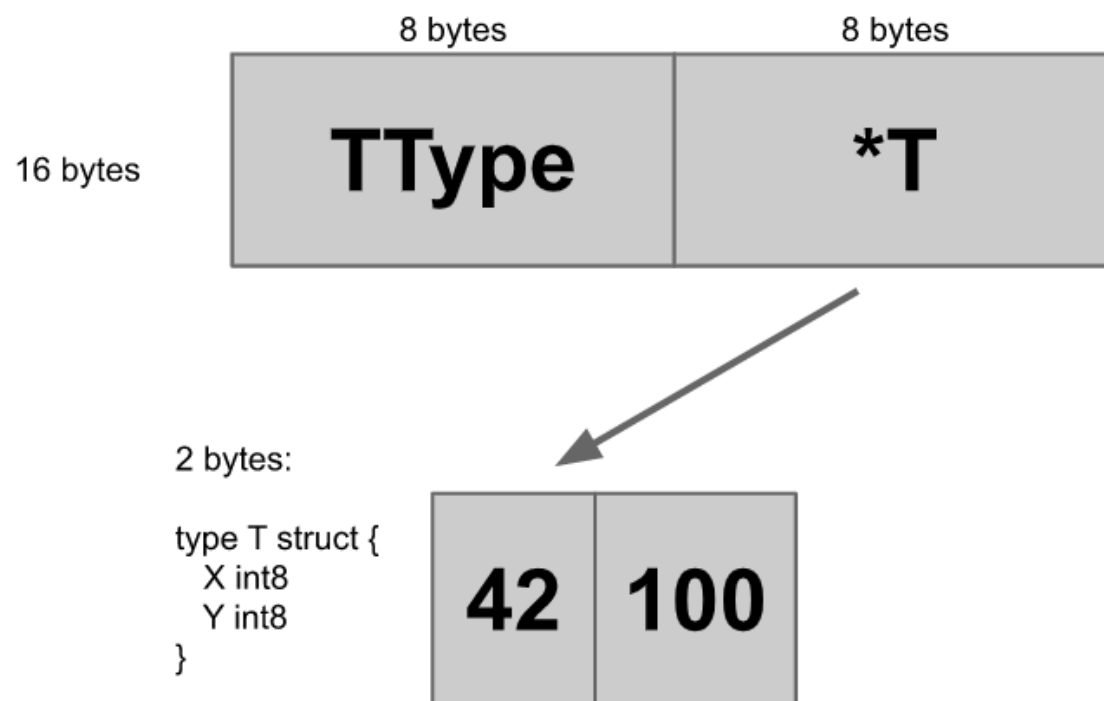 8 bytes
8 bytes
16 bytes
TType
*T
2 bytes:
type T struct {
X int8
Y int8
}
42
100